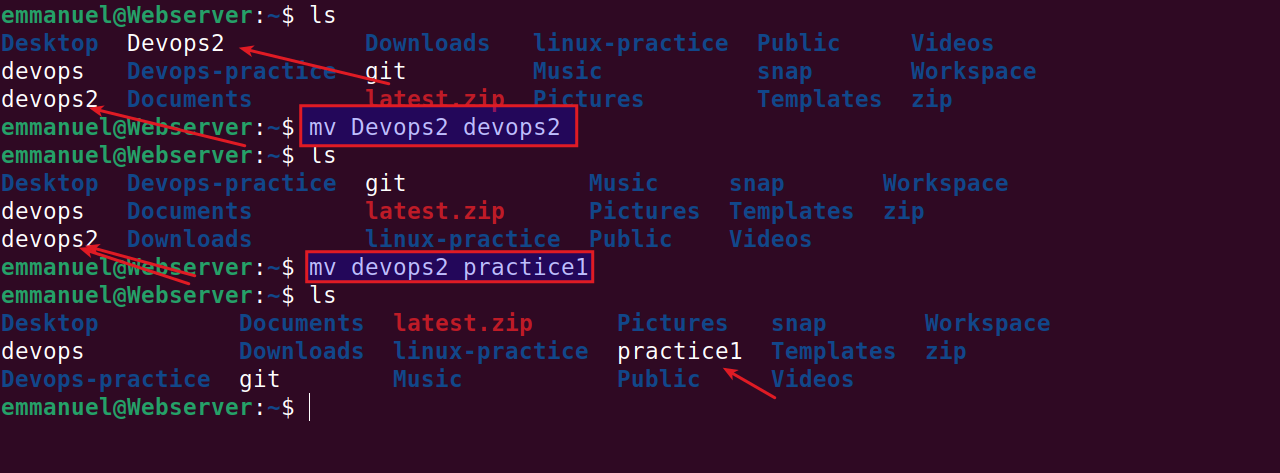 emmanuel@Webserver:~$ ls
Desktop  Devops2          Downloads   linux-practice  Public     Videos
devops   Devops-practice  git         Music           snap       Workspace
devops2  Documents        latest.zip  Pictures        Templates  zip
emmanuel@Webserver:~$ mv Devops2 devops2
emmanuel@Webserver:~$ ls
Desktop  Devops-practice  git             Music     snap       Workspace
devops   Documents        latest.zip      Pictures  Templates  zip
devops2  Downloads        linux-practice  Public    Videos
emmanuel@Webserver:~$ mv devops2 practice1
emmanuel@Webserver:~$ ls
Desktop          Documents  latest.zip      Pictures   snap       Workspace
devops           Downloads  linux-practice  practice1  Templates  zip
Devops-practice  git        Music           Public     Videos
emmanuel@Webserver:~$